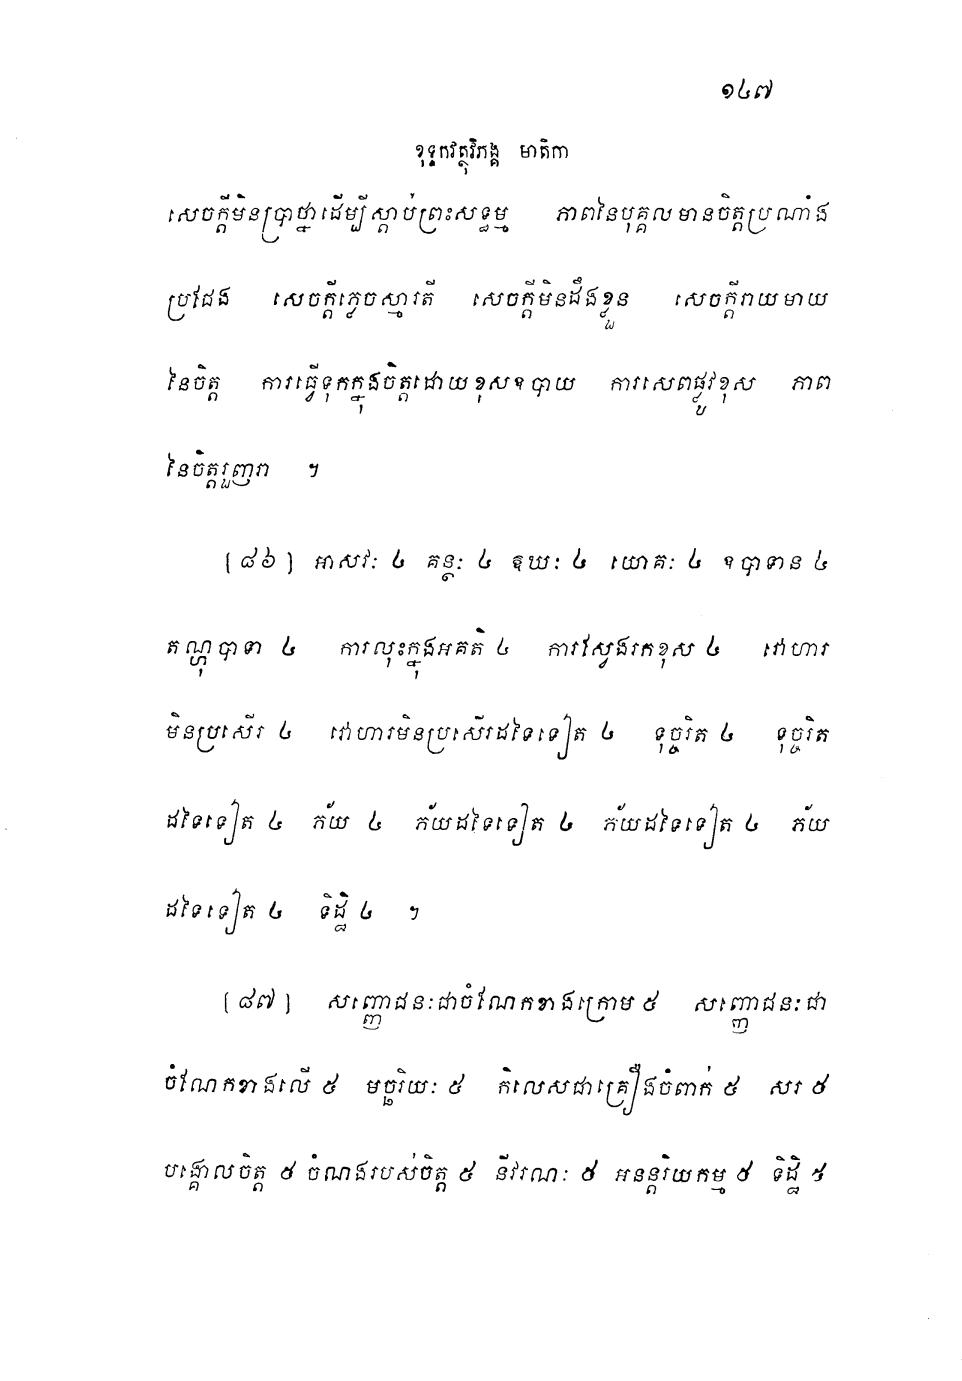 ១៤៧
ខុទ្ទកវត្ថុវិភង្គ មាតិកា
សេចក្តីមិនប្រាថ្នាដើម្បីស្តាប់ព្រះសទ្ធម្ម ភាពនៃបុគ្គលមានចិត្តប្រណាំង
ប្រជែង សេចក្តីភ្លេចស្មារតី សេចក្តីមិនដឹងខ្លួន សេចក្តីរាយមាយ
នៃចិត្ត ការធ្វើទុកក្នុងចិត្តដោយខុសឧបាយ ការសេពផ្លូវខុស ភាព
នៃចិត្តរួញរា ។
[៨៦] អាសវៈ ៤ គន្ថៈ ៤ ឱឃៈ ៤ យោគៈ ៤ ឧបាទាន ៤
តណ្ហុបាទា ៤ ការលុះក្នុងអគតិ ៤ ការស្វែងរកខុស ៤ វោហារ
មិនប្រសើរ ៤ វោហារមិនប្រសើរដទៃទៀត ៤ ទុច្ចរិត ៤ ទុច្ចរិត
ដទៃទៀត ៤ ភ័យ ៤ ភ័យដទៃទៀត ៤ ភ័យដទៃទៀត ៤ ភ័យ
ដទៃទៀត ៤ ទិដ្ឋិ ៤ ។
[៨៧] សញ្ញោជនៈជាចំណែកខាងក្រោម ៥ សញ្ញោជនៈជា
ចំណែកខាងលើ ៥ មច្ឆរិយៈ ៥ កិលេសជាគ្រឿងចំពាក់ ៥ សរ ៥
បង្គោលចិត្ត ៥ ចំណងរបស់ចិត្ត ៥ នីវរណៈ ៥ អនន្តរិយកម្ម ៥ ទិដ្ឋិ ៥